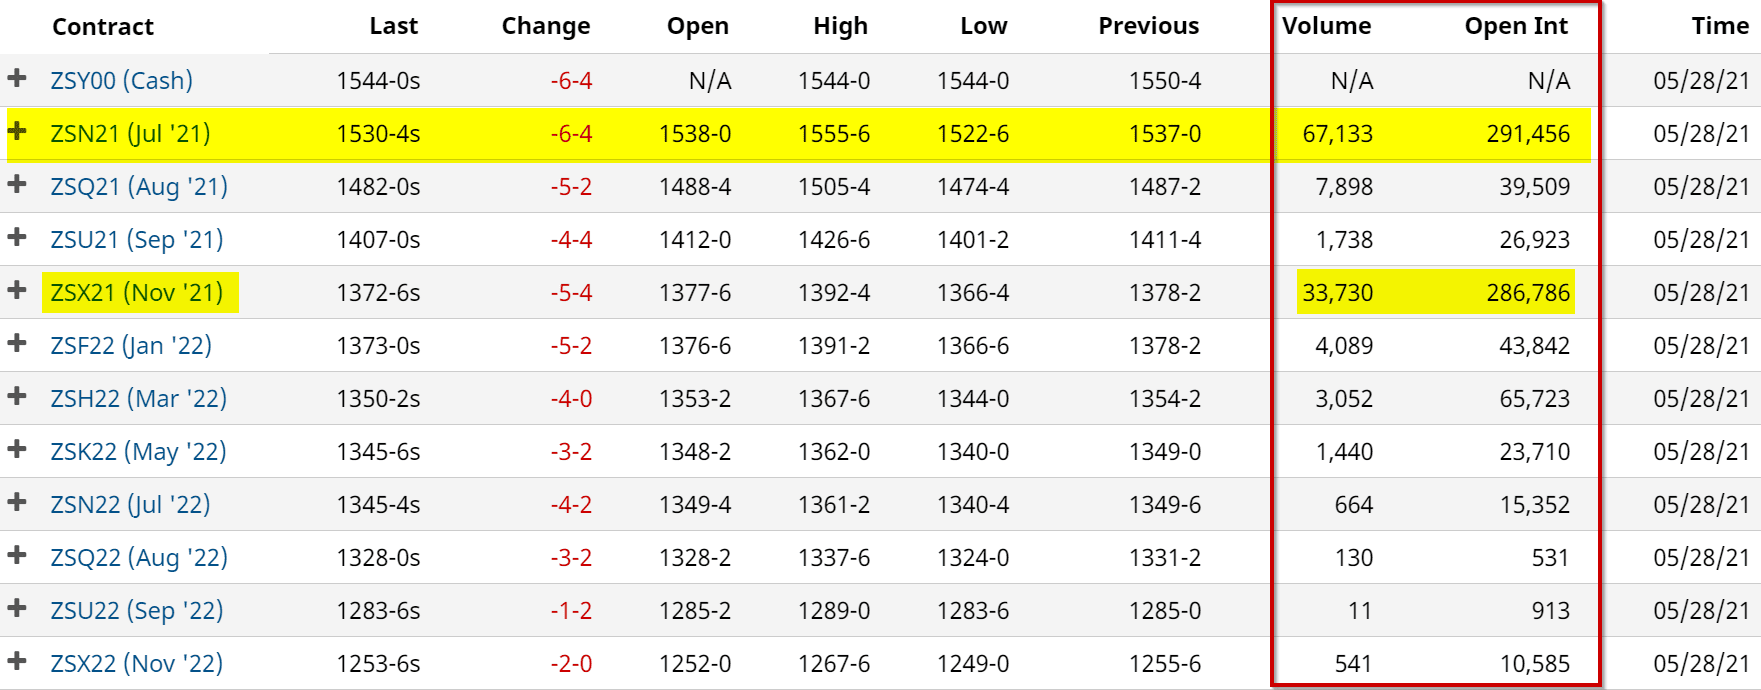 Contract Last Change Open High Low Previous Volume Open Int Time
+ ZSY00 (Cash) 1544-0s -6-4 N/A 1544-0 1544-0 1550-4 N/A N/A 05/28/21
+ ZSN21 (Jul '21) 1530-4s -6-4 1538-0 1555-6 1522-6 1537-0 67,133 291,456 05/28/21
+ ZSQ21 (Aug '21) 1482-0s -5-2 1488-4 1505-4 1474-4 1487-2 7,898 39,509 05/28/21
+ ZSU21 (Sep '21) 1407-0s -4-4 1412-0 1426-6 1401-2 1411-4 1,738 26,923 05/28/21
+ ZSX21 (Nov '21) 1372-6s -5-4 1377-6 1392-4 1366-4 1378-2 33,730 286,786 05/28/21
+ ZSF22 (Jan '22) 1373-0s -5-2 1376-6 1391-2 1366-6 1378-2 4,089 43,842 05/28/21
+ ZSH22 (Mar '22) 1350-2s -4-0 1353-2 1367-6 1344-0 1354-2 3,052 65,723 05/28/21
+ ZSK22 (May '22) 1345-6s -3-2 1348-2 1362-0 1340-0 1349-0 1,440 23,710 05/28/21
+ ZSN22 (Jul '22) 1345-4s -4-2 1349-4 1361-2 1340-4 1349-6 664 15,352 05/28/21
+ ZSQ22 (Aug '22) 1328-0s -3-2 1328-2 1337-6 1324-0 1331-2 130 531 05/28/21
+ ZSU22 (Sep '22) 1283-6s -1-2 1285-2 1289-0 1283-6 1285-0 11 913 05/28/21
+ ZSX22 (Nov '22) 1253-6s -2-0 1252-0 1267-6 1249-0 1255-6 541 10,585 05/28/21